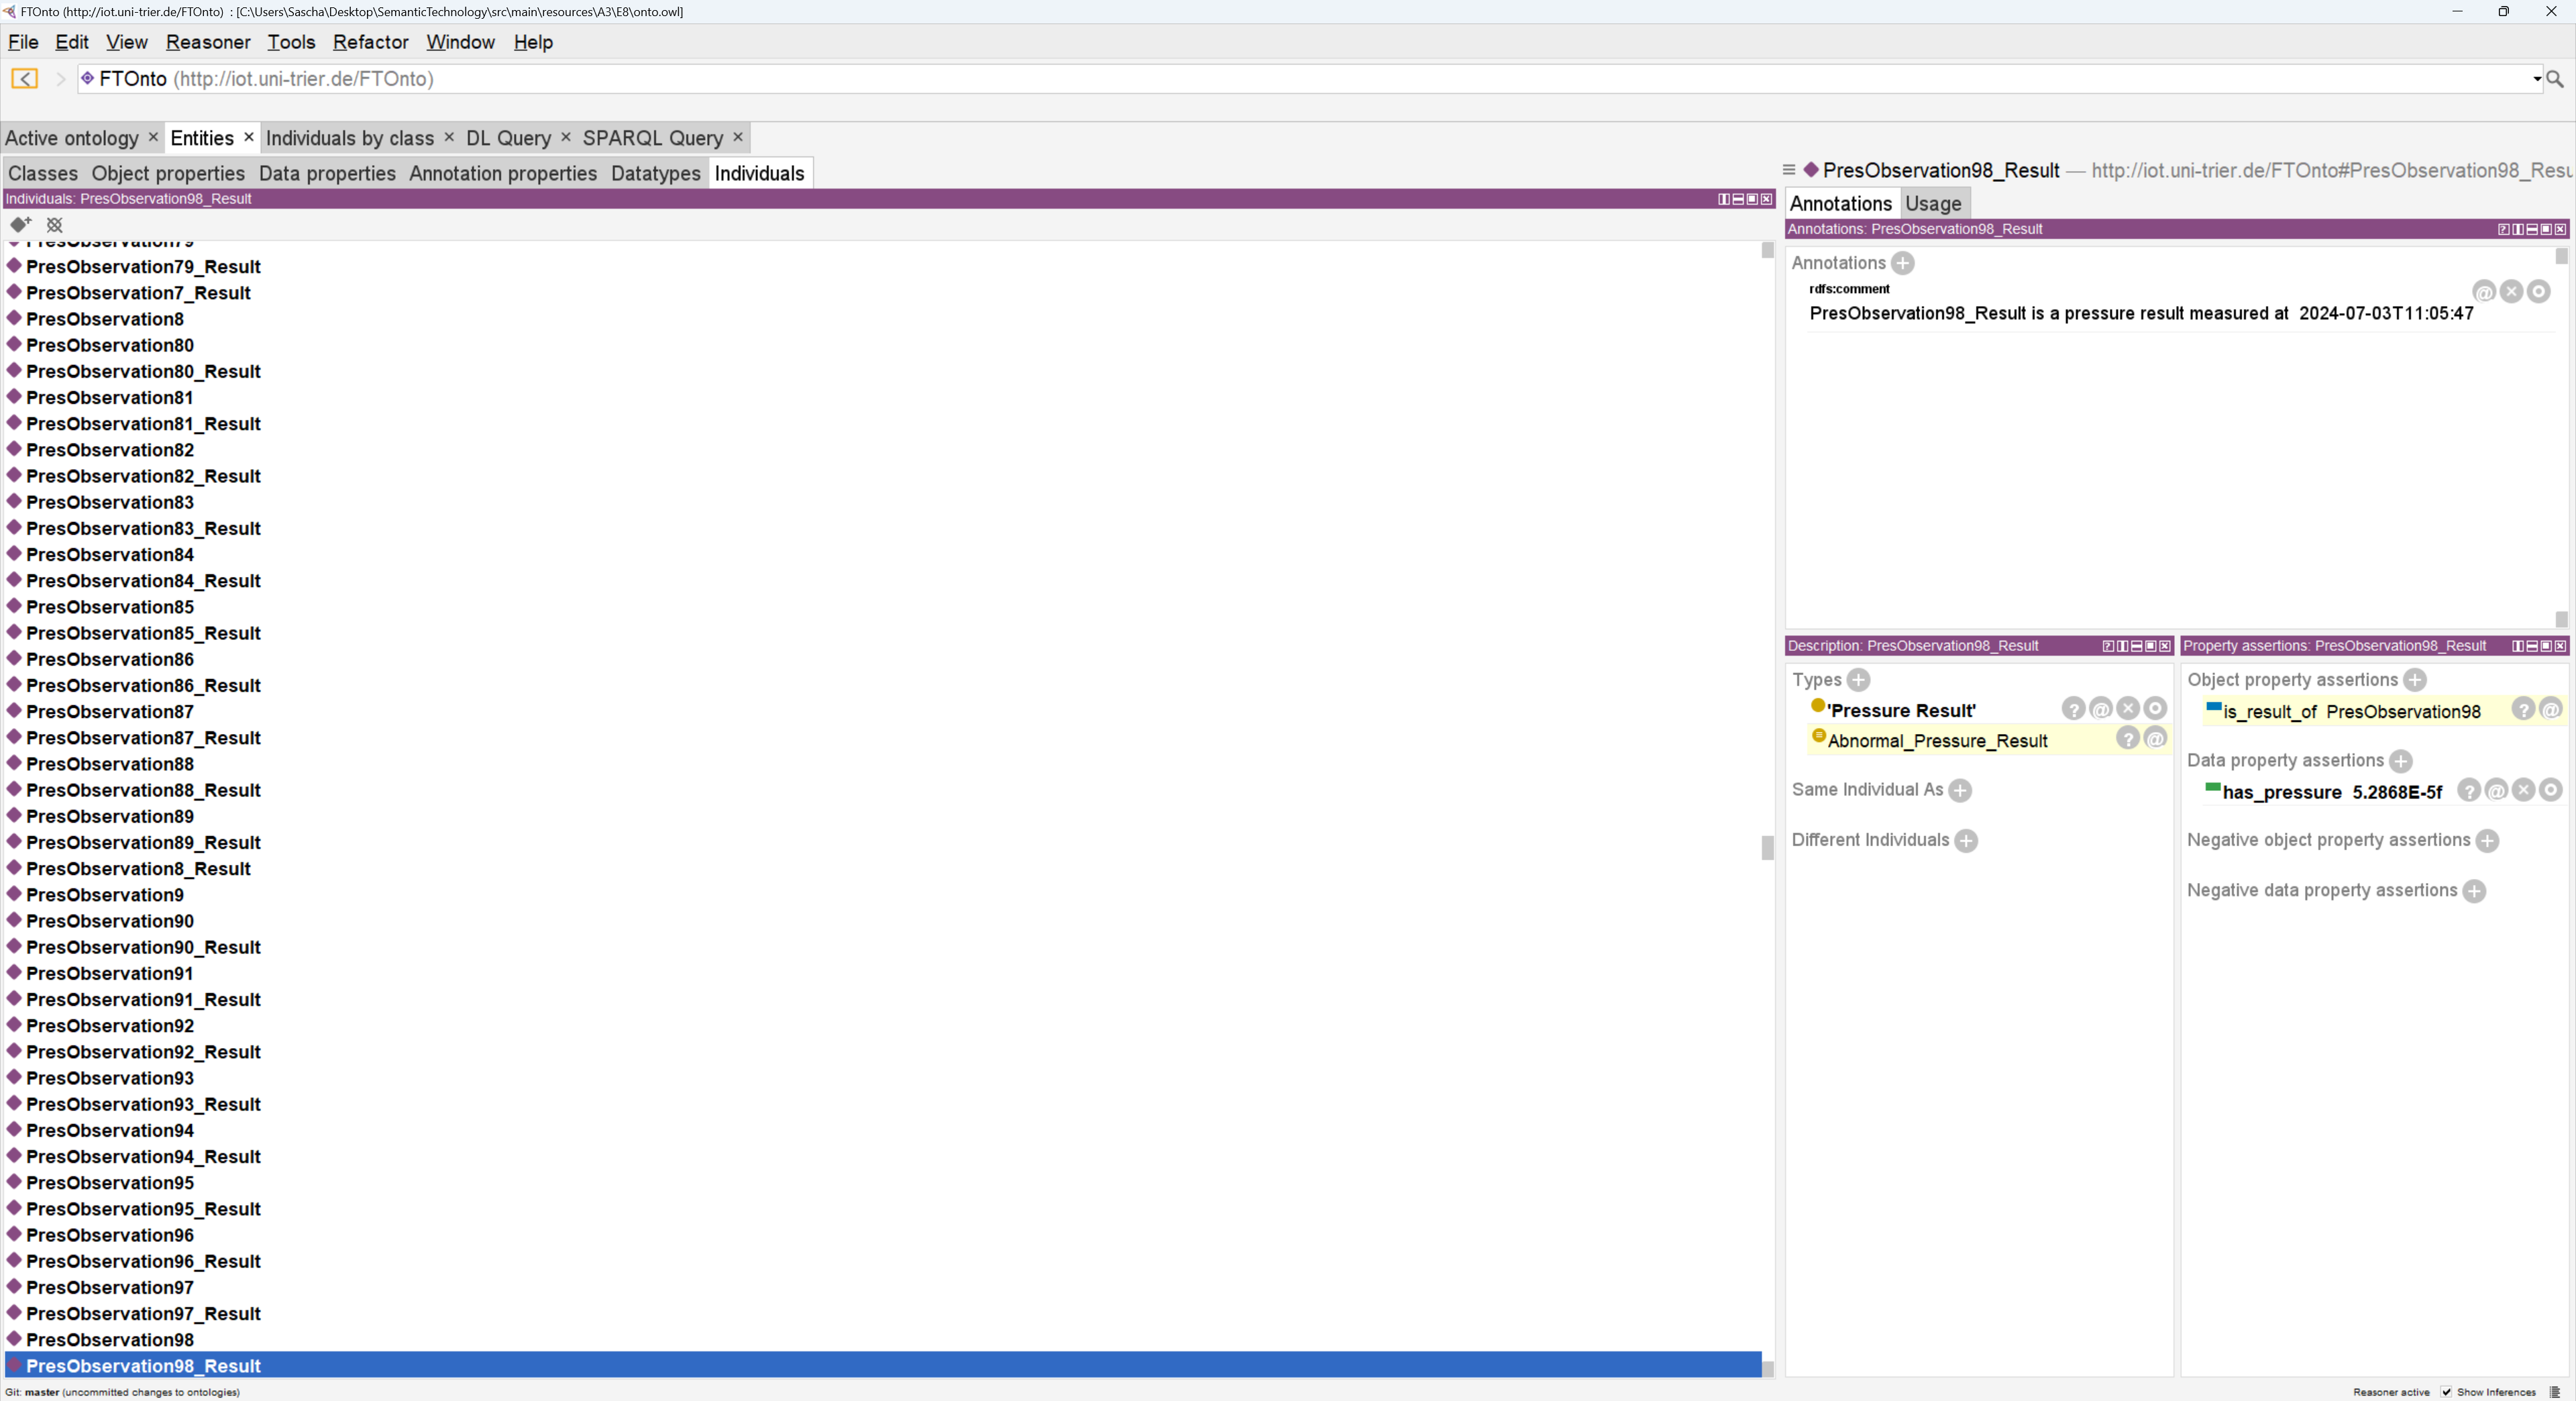 FTOnto (http://iot.uni-trier.de/FTOnto) : [C:\Users\Sascha\Desktop\SemanticTechnology\src\main\resources\A3\E8\onto.owl]
File Edit View Reasoner Tools Refactor Window Help
FTOnto (http://iot.uni-trier.de/FTOnto)
Active ontology × Entities × Individuals by class × DL Query × SPARQL Query ×
Classes Object properties Data properties Annotation properties Datatypes Individuals
Individuals: PresObservation98_Result
PresObservation79
PresObservation79_Result
PresObservation7_Result
PresObservation8
PresObservation80
PresObservation80_Result
PresObservation81
PresObservation81_Result
PresObservation82
PresObservation82_Result
PresObservation83
PresObservation83_Result
PresObservation84
PresObservation84_Result
PresObservation85
PresObservation85_Result
PresObservation86
PresObservation86_Result
PresObservation87
PresObservation87_Result
PresObservation88
PresObservation88_Result
PresObservation89
PresObservation89_Result
PresObservation8_Result
PresObservation9
PresObservation90
PresObservation90_Result
PresObservation91
PresObservation91_Result
PresObservation92
PresObservation92_Result
PresObservation93
PresObservation93_Result
PresObservation94
PresObservation94_Result
PresObservation95
PresObservation95_Result
PresObservation96
PresObservation96_Result
PresObservation97
PresObservation97_Result
PresObservation98
PresObservation98_Result
PresObservation98_Result — http://iot.uni-trier.de/FTOnto#PresObservation98_Resu
Annotations Usage
Annotations: PresObservation98_Result
Annotations
rdfs:comment
PresObservation98_Result is a pressure result measured at 2024-07-03T11:05:47
Description: PresObservation98_Result
Types
'Pressure Result'
Abnormal_Pressure_Result
Same Individual As
Different Individuals
Property assertions: PresObservation98_Result
Object property assertions
is_result_of PresObservation98
Data property assertions
has_pressure 5.2868E-5f
Negative object property assertions
Negative data property assertions
Git: master (uncommitted changes to ontologies)
Reasoner active Show Inferences